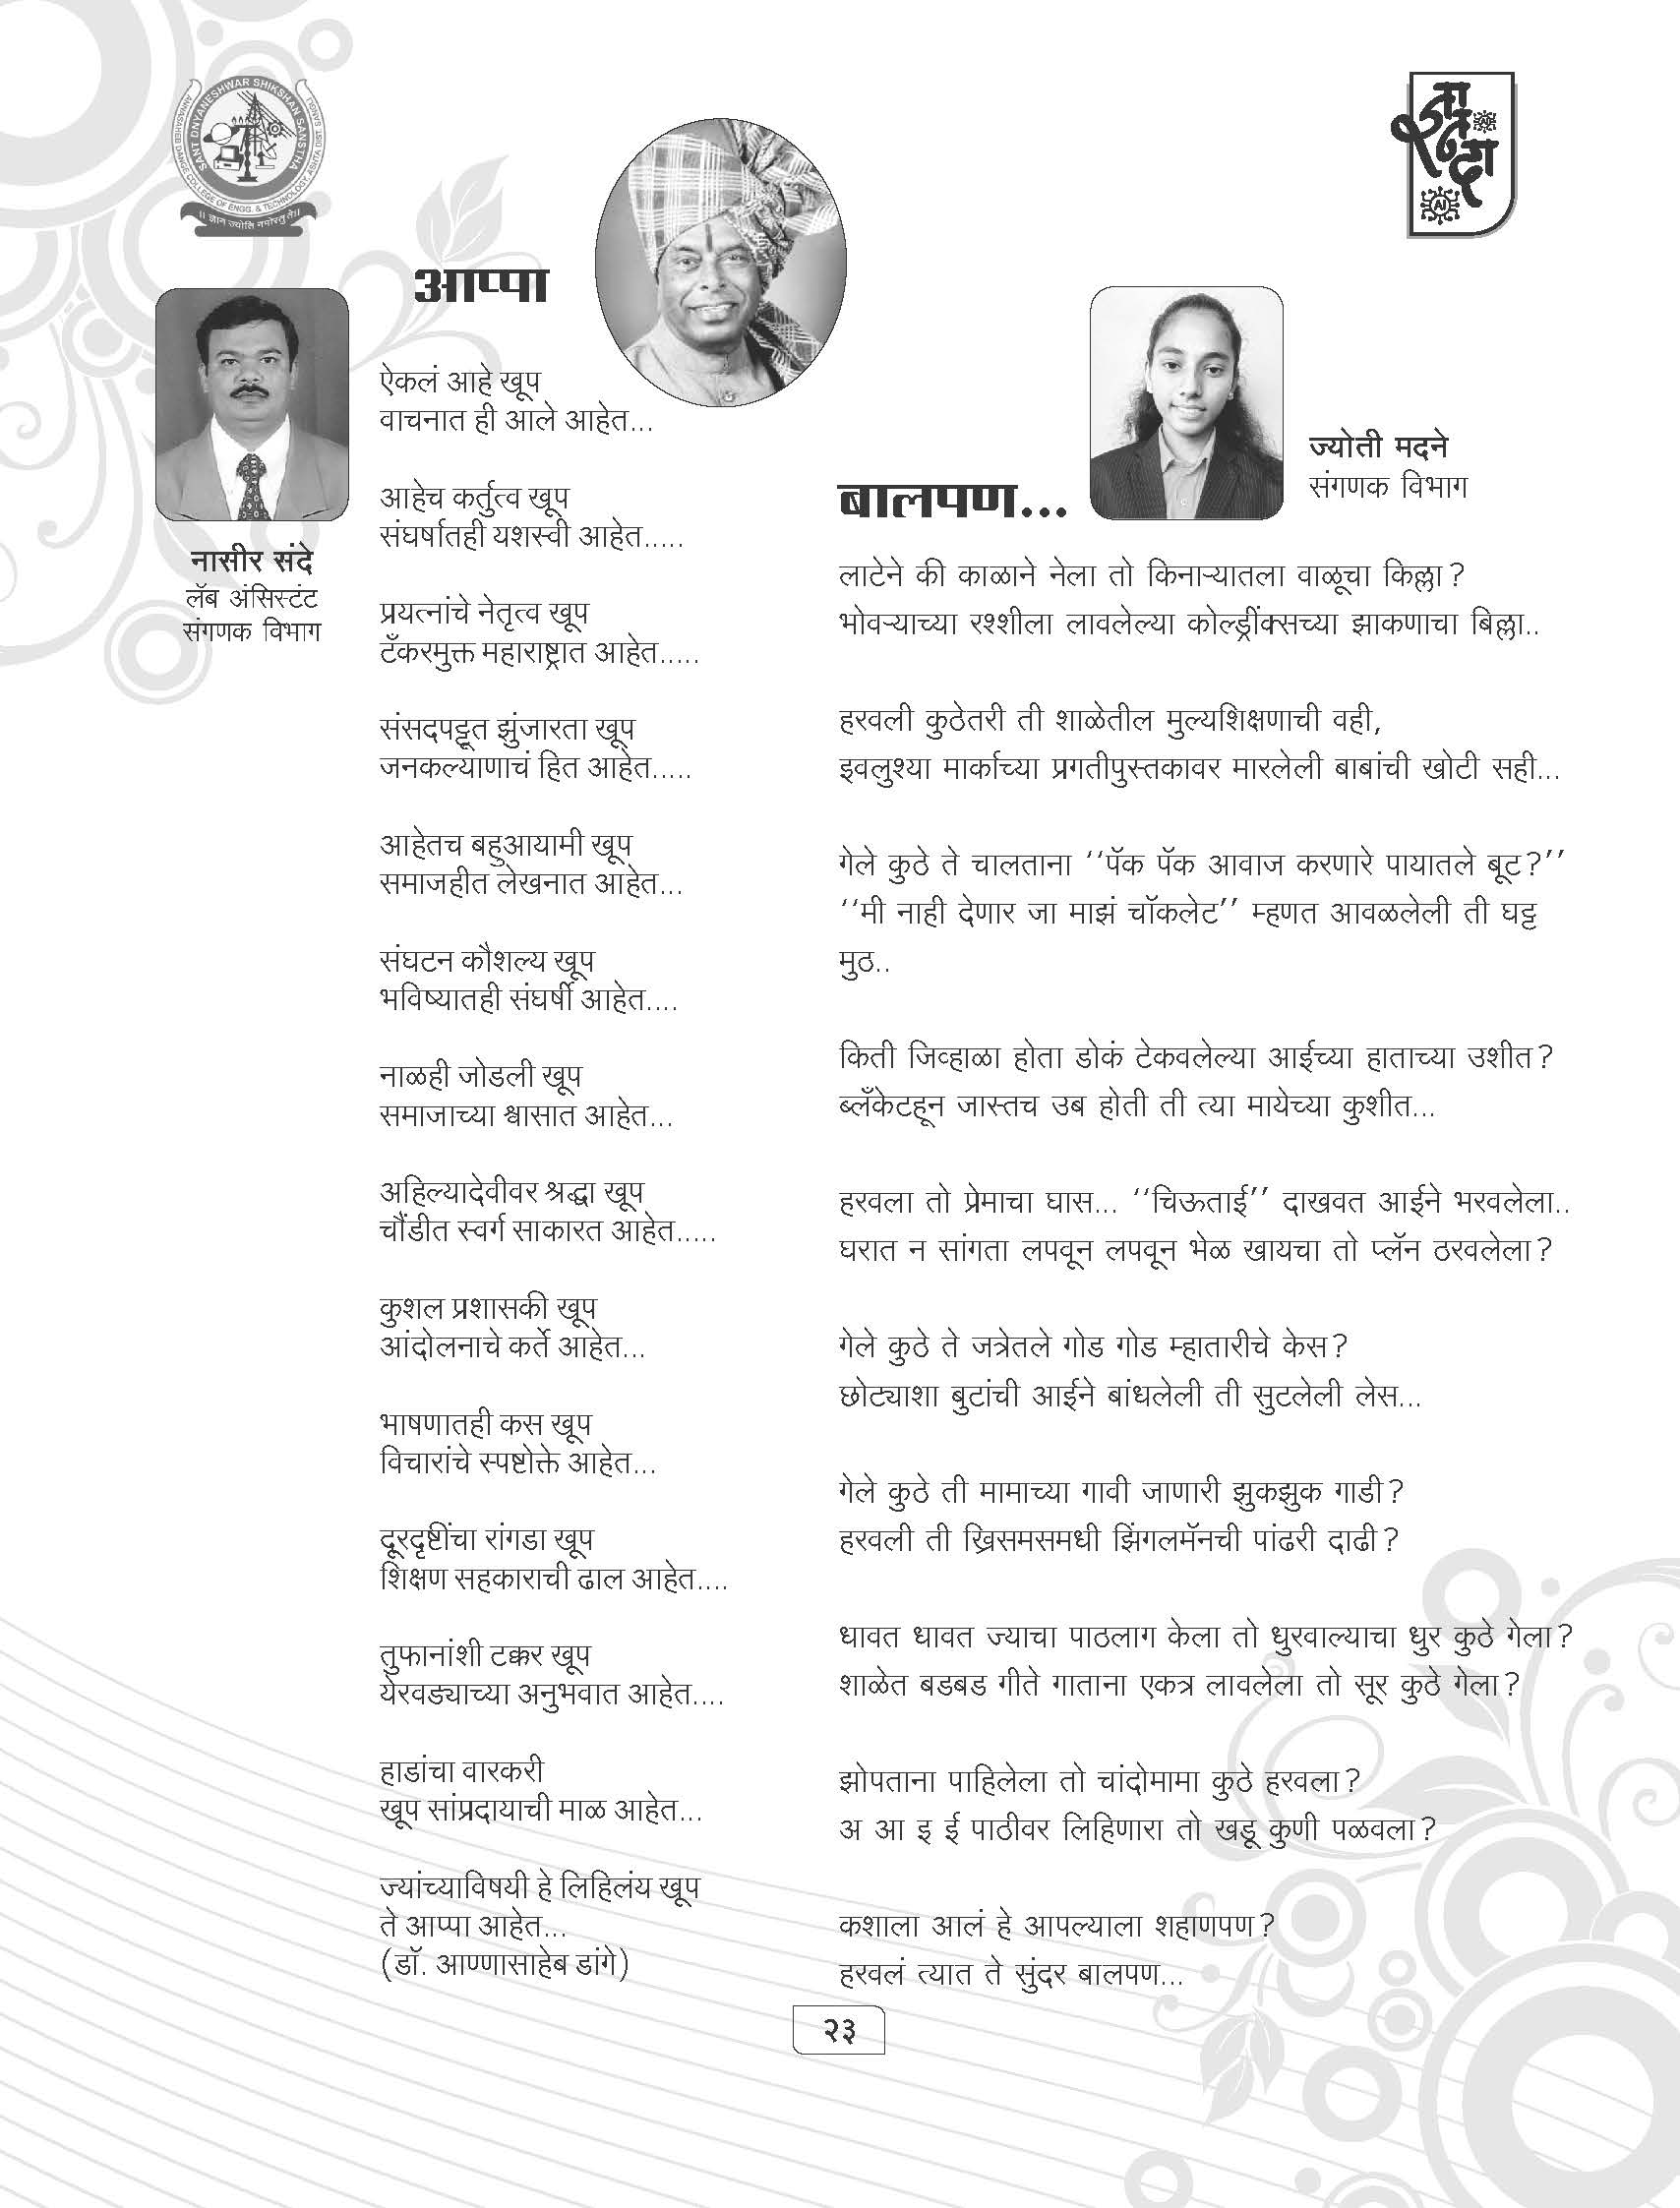 SANT DNYANESHWAR SHIKSHAN SANSTHA
ANNASAHEB DANGE COLLEGE OF ENGG. & TECHNOLOGY, ASHTA DIST. SANGLI
AI
आप्पा
नासीर संदे
लॅब अंसिस्टंट
संगणक विभाग
ऐकलं आहे खूप
वाचनात ही आले आहेत...
आहेच कर्तुत्व खूप
संघर्षातही यशस्वी आहेत.....
प्रयत्नांचे नेतृत्व खूप
टँकरमुक्त महाराष्ट्रात आहेत.....
संसदपट्टूत झुंजारता खूप
जनकल्याणाचं हित आहेत.....
आहेतच बहुआयामी खूप
समाजहीत लेखनात आहेत...
संघटन कौशल्य खूप
भविष्यातही संघर्षी आहेत....
नाळही जोडली खूप
समाजाच्या श्वासात आहेत...
अहिल्यादेवीवर श्रद्धा खूप
चौंडीत स्वर्ग साकारत आहेत.....
कुशल प्रशासकी खूप
आंदोलनाचे कर्ते आहेत...
भाषणातही कस खूप
विचारांचे स्पष्टोक्ते आहेत...
दूरदृष्टींचा रांगडा खूप
शिक्षण सहकाराची ढाल आहेत....
तुफानांशी टक्कर खूप
येरवड्याच्या अनुभवात आहेत....
हाडांचा वारकरी
खूप सांप्रदायाची माळ आहेत...
ज्यांच्याविषयी हे लिहिलंय खूप
ते आप्पा आहेत...
(डॉ. आण्णासाहेब डांगे)
बालपण...
ज्योती मदने
संगणक विभाग
लाटेने की काळाने नेला तो किनाऱ्यातला वाळूचा किल्ला?
भोवऱ्याच्या रश्शीला लावलेल्या कोल्ड्रींक्सच्या झाकणाचा बिल्ला..
हरवली कुठेतरी ती शाळेतील मुल्यशिक्षणाची वही,
इवलुश्या मार्काच्या प्रगतीपुस्तकावर मारलेली बाबांची खोटी सही...
गेले कुठे ते चालताना ‘‘पॅक पॅक आवाज करणारे पायातले बूट?’’
‘‘मी नाही देणार जा माझं चॉकलेट’’ म्हणत आवळलेली ती घट्ट
मुठ..
किती जिव्हाळा होता डोकं टेकवलेल्या आईच्या हाताच्या उशीत?
ब्लँकेटहून जास्तच उब होती ती त्या मायेच्या कुशीत...
हरवला तो प्रेमाचा घास... ‘‘चिऊताई’’ दाखवत आईने भरवलेला..
घरात न सांगता लपवून लपवून भेळ खायचा तो प्लॅन ठरवलेला?
गेले कुठे ते जत्रेतले गोड गोड म्हातारीचे केस?
छोट्याशा बुटांची आईने बांधलेली ती सुटलेली लेस...
गेले कुठे ती मामाच्या गावी जाणारी झुकझुक गाडी?
हरवली ती ख्रिसमसमधी झिंगलमॅनची पांढरी दाढी?
धावत धावत ज्याचा पाठलाग केला तो धुरवाल्याचा धुर कुठे गेला?
शाळेत बडबड गीते गाताना एकत्र लावलेला तो सूर कुठे गेला?
झोपताना पाहिलेला तो चांदोमामा कुठे हरवला?
अ आ इ ई पाठीवर लिहिणारा तो खडू कुणी पळवला?
कशाला आलं हे आपल्याला शहाणपण?
हरवलं त्यात ते सुंदर बालपण...
२३